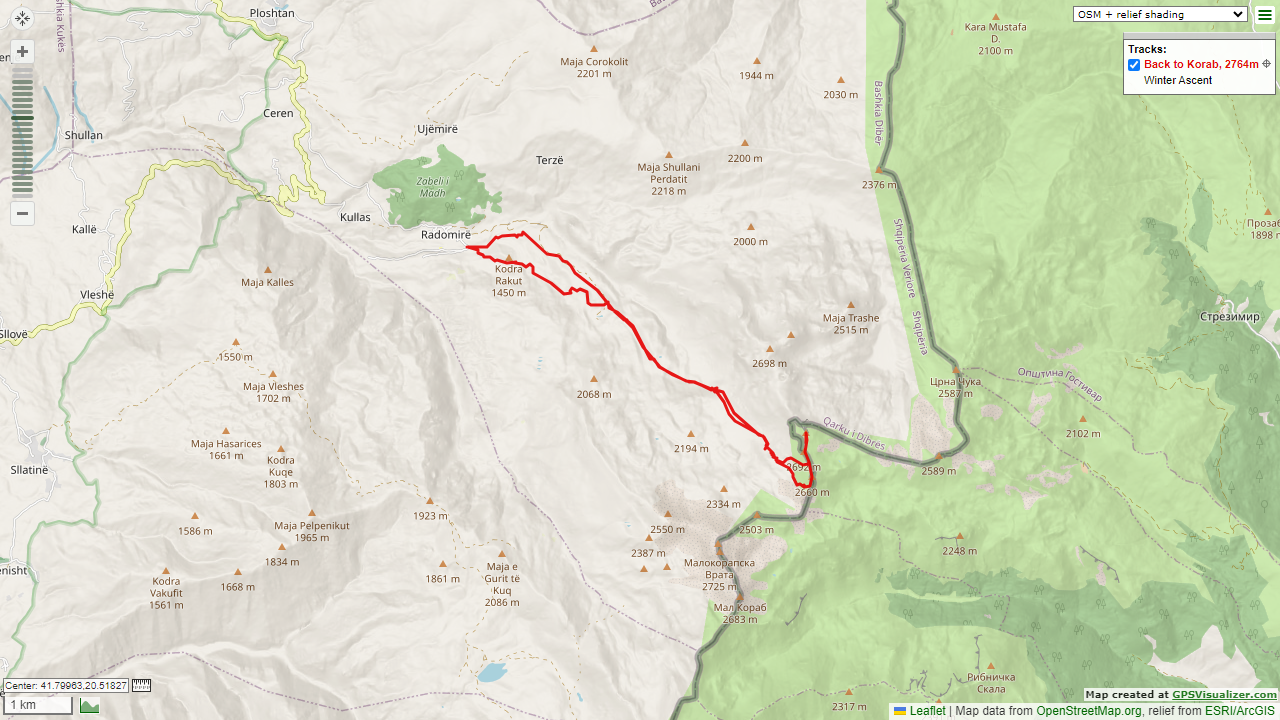 OSM + relief shading
Tracks:
Back to Korab, 2764m
Winter Ascent
Ploshtan
Kara Mustafa
D.
2100 m
Maja Corokolit
2201 m
1944 m
2030 m
Bashkia Dibër
Ceren
Ujëmirë
Shullan
Terzë
2200 m
Maja Shullani
Perdatit
2218 m
2376 m
Zabeli i
Madh
Kullas
Kallë
Radomirë
2000 m
1898 m
Shqipëria Veriore
Kodra
Rakut
1450 m
Maja Kalles
Vleshë
Maja Trashe
2515 m
Стрезимир
Shqipëria
Sllovë
1550 m
2698 m
Црна Чука
2587 m
Општина Гостивар
Maja Vleshes
1702 m
2068 m
Qarku i Dibrës
2102 m
Maja Hasarices
1661 m
2194 m
Kodra
Kuqe
1803 m
Sllatinë
2692 m
2589 m
2660 m
2334 m
1923 m
1586 m
Maja Pelpenikut
1965 m
2550 m
2503 m
2248 m
2387 m
1834 m
Малокорапска
Врата
2725 m
Maja e
Gurit të
Kuq
2086 m
1861 m
Kodra
Vakufit
1561 m
1668 m
Мал Кораб
2683 m
Рибничка
Скала
2317 m
Center: 41.79963,20.51827
1 km
Map created at GPSVisualizer.com
Leaflet | Map data from OpenStreetMap.org, relief from ESRI/ArcGIS